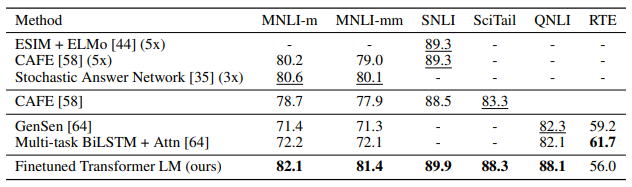 Method MNLI-m MNLI-mm SNLI SciTail QNLI RTE
ESIM + ELMo [44] (5x) - - 89.3 - - -
CAFE [58] (5x) 80.2 79.0 89.3 - - -
Stochastic Answer Network [35] (3x) 80.6 80.1 - - - -
CAFE [58] 78.7 77.9 88.5 83.3
GenSen [64] 71.4 71.3 - - 82.3 59.2
Multi-task BiLSTM + Attn [64] 72.2 72.1 - - 82.1 61.7
Finetuned Transformer LM (ours) 82.1 81.4 89.9 88.3 88.1 56.0